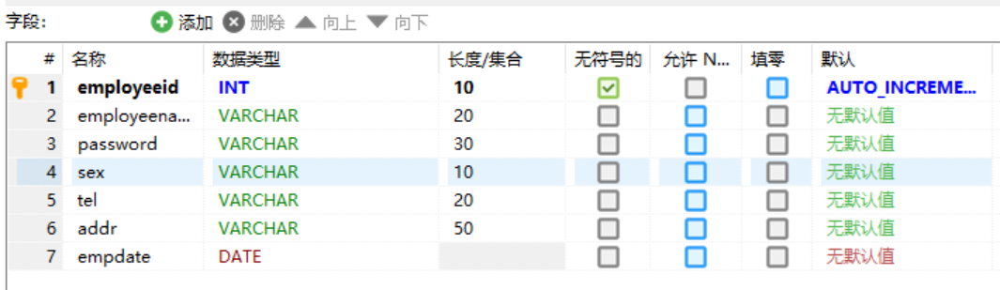 字段: 添加 删除 向上 向下
# 名称 数据类型 长度/集合 无符号的 允许 N... 填零 默认
1 employeeid INT 10 AUTO_INCREME...
2 employeena... VARCHAR 20 无默认值
3 password VARCHAR 30 无默认值
4 sex VARCHAR 10 无默认值
5 tel VARCHAR 20 无默认值
6 addr VARCHAR 50 无默认值
7 empdate DATE 无默认值